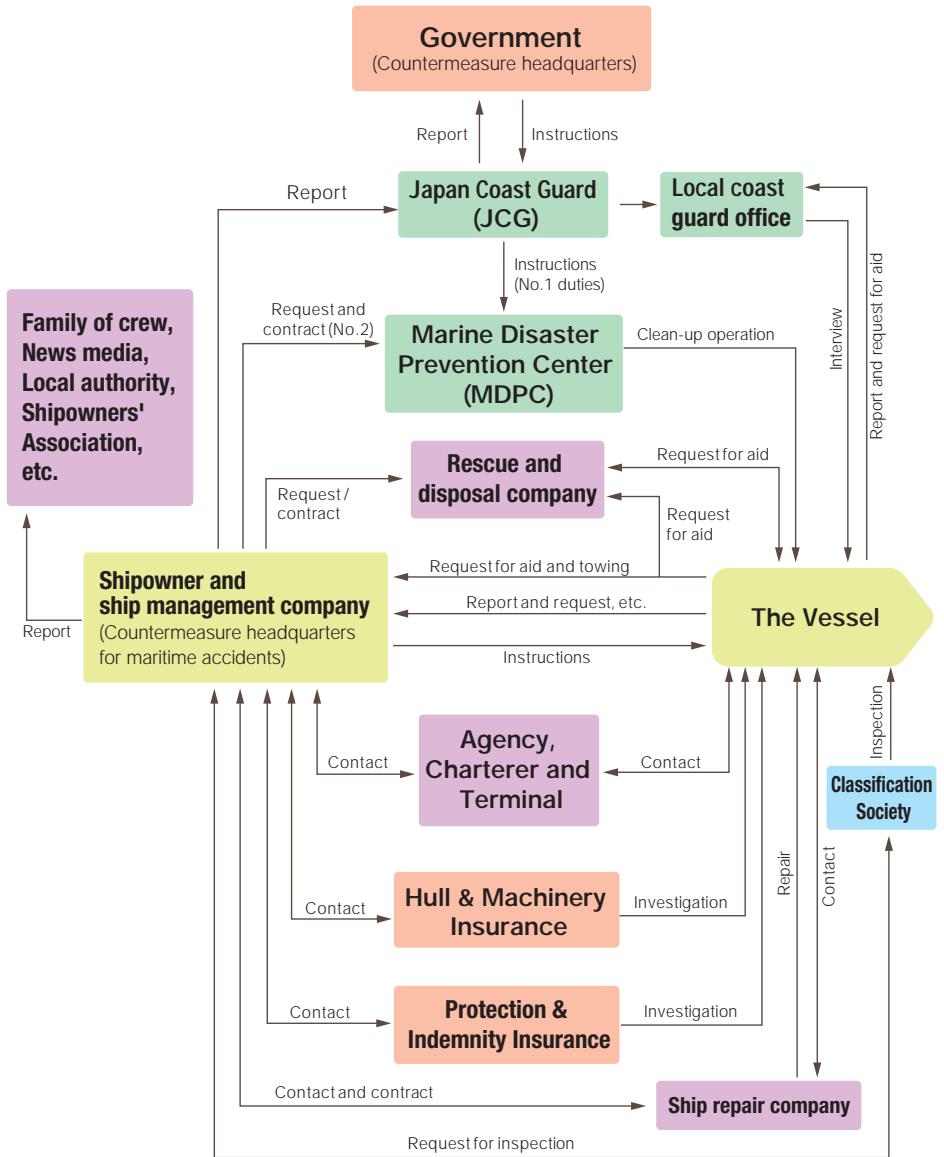 Government
(Countermeasure headquarters)
Report
Instructions
Report
Japan Coast Guard
(JCG)
Local coast
guard office
Instructions
(No.1 duties)
Request and
contract (No.2)
Marine Disaster
Prevention Center
(MDPC)
Clean-up operation
Interview
Report and request for aid
Family of crew,
News media,
Local authority,
Shipowners'
Association,
etc.
Rescue and
disposal company
Request for aid
Request /
contract
Request
for aid
Shipowner and
ship management company
(Countermeasure headquarters
for maritime accidents)
Report
Request for aid and towing
Report and request, etc.
Instructions
The Vessel
Agency,
Charterer and
Terminal
Contact
Contact
Inspection
Classification
Society
Hull & Machinery
Insurance
Contact
Investigation
Repair
Contact
Protection &
Indemnity Insurance
Contact
Investigation
Contact and contract
Ship repair company
Request for inspection